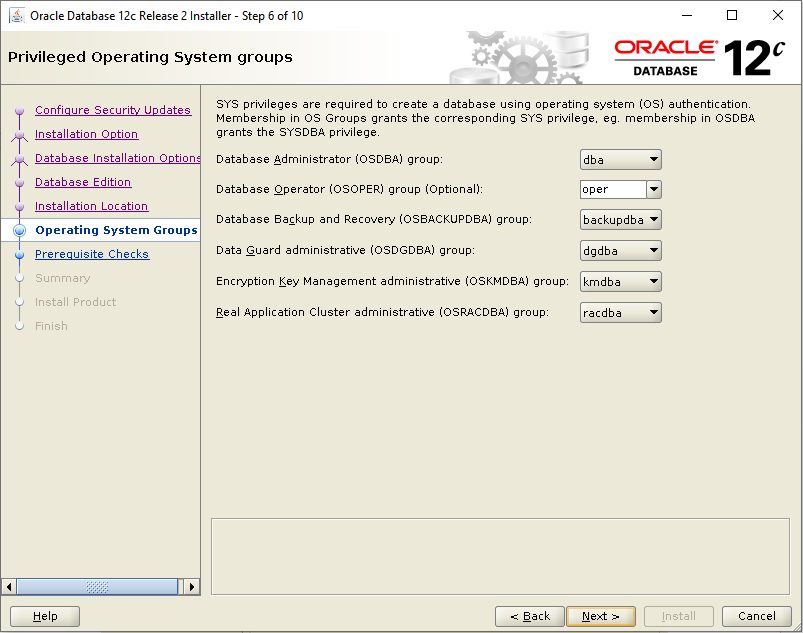 Oracle Database 12c Release 2 Installer - Step 6 of 10
Privileged Operating System groups
ORACLE®
DATABASE
12c
Configure Security Updates
Installation Option
Database Installation Options
Database Edition
Installation Location
Operating System Groups
Prerequisite Checks
Summary
Install Product
Finish
SYS privileges are required to create a database using operating system (OS) authentication.
Membership in OS Groups grants the corresponding SYS privilege, eg. membership in OSDBA
grants the SYSDBA privilege.
Database Administrator (OSDBA) group: dba
Database Operator (OSOPER) group (Optional): oper
Database Backup and Recovery (OSBACKUPDBA) group: backupdba
Data Guard administrative (OSDGDBA) group: dgdba
Encryption Key Management administrative (OSKMDBA) group: kmdba
Real Application Cluster administrative (OSRACDBA) group: racdba
Help < Back Next > Install Cancel